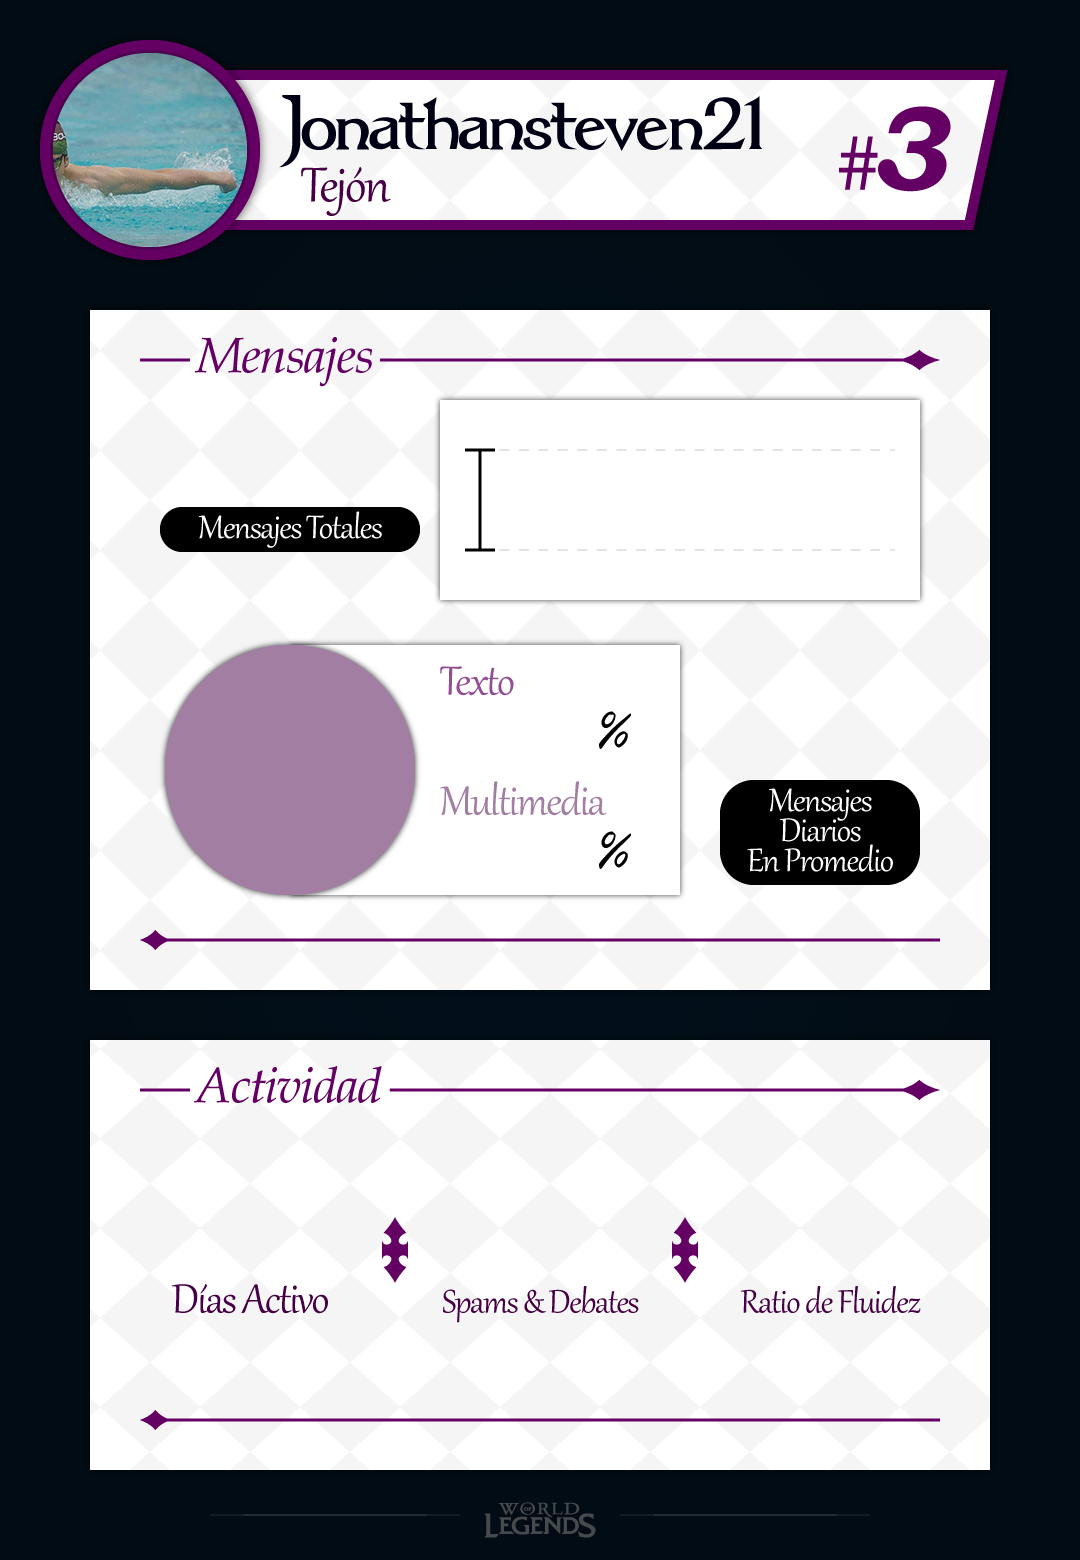 Jonathansteven21
Tejón
#3
Mensajes
Mensajes Totales
Texto
%
Multimedia
%
Mensajes
Diarios
En Promedio
Actividad
Días Activo
Spams & Debates
Ratio de Fluidez
WORLD
OF
LEGENDS